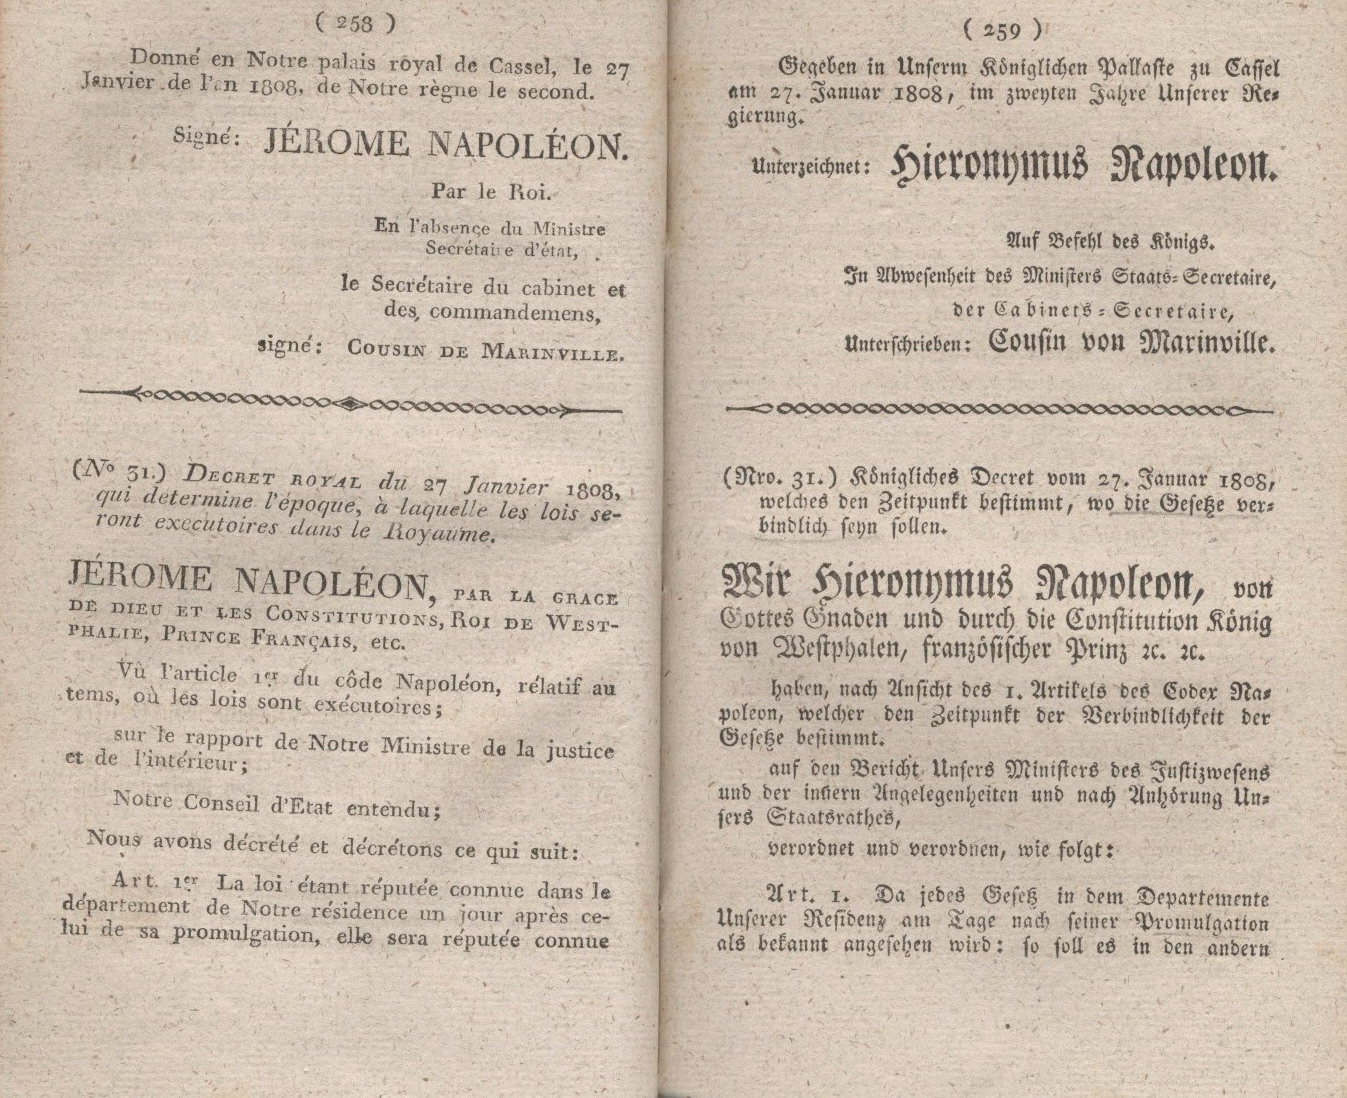 ( 258 )
Donné en Notre palais royal de Cassel, le 27
Janvier de l'an 1808, de Notre règne le second.
Signé: JÉROME NAPOLÉON.
Par le Roi.
En l'absence du Ministre
Secrétaire d'état,
le Secrétaire du cabinet et
des commandemens,
signé: COUSIN DE MARINVILLE.
(No 31.) DECRET ROYAL du 27 Janvier 1808,
qui détermine l'époque, à laquelle les lois se-
ront executoires dans le Royaume.
JÉROME NAPOLÉON, PAR LA GRACE
DE DIEU ET LES CONSTITUTIONS, ROI DE WEST-
PHALIE, PRINCE FRANÇAIS, etc.
Vû l'article 1er du côde Napoléon, rélatif au
tems, où les lois sont exécutoires;
sur le rapport de Notre Ministre de la justice
et de l'intérieur;
Notre Conseil d'Etat entendu;
Nous avons décrété et décrétons ce qui suit:
Art. 1er La loi étant réputée connue dans le
département de Notre résidence un jour après ce-
lui de sa promulgation, elle sera réputée connue
( 259 )
Gegeben in Unserm Königlichen Pallaste zu Cassel
am 27. Januar 1808, im zweyten Jahre Unserer Re-
gierung.
Unterzeichnet: Hieronymus Napoleon.
Auf Befehl des Königs.
In Abwesenheit des Ministers Staats-Secretaire,
der Cabinets-Secretaire,
Unterschrieben: Cousin von Marinville.
(Nro. 31.) Königliches Decret vom 27. Januar 1808,
welches den Zeitpunkt bestimmt, wo die Gesetze ver-
bindlich seyn sollen.
Wir Hieronymus Napoleon, von
Gottes Gnaden und durch die Constitution König
von Westphalen, französischer Prinz ꝛc. ꝛc.
haben, nach Ansicht des 1. Artikels des Codex Na-
poleon, welcher den Zeitpunkt der Verbindlichkeit der
Gesetze bestimmt.
auf den Bericht Unsers Ministers des Justizwesens
und der innern Angelegenheiten und nach Anhörung Un-
sers Staatsrathes,
verordnet und verordnen, wie folgt:
Art. 1. Da jedes Gesetz in dem Departemente
Unserer Residenz am Tage nach seiner Promulgation
als bekannt angesehen wird: so soll es in den andern